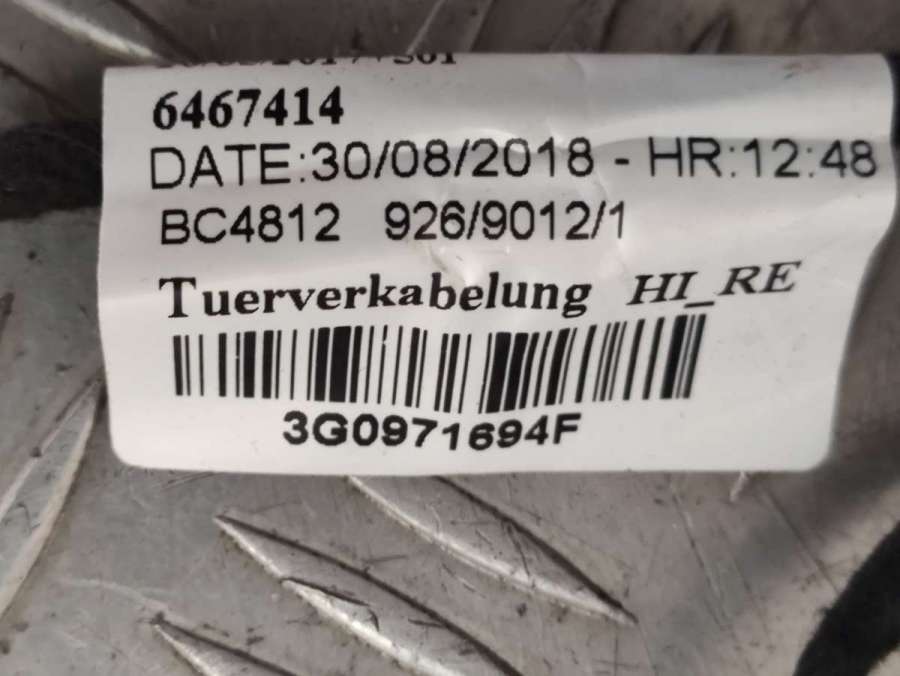 6467414
DATE:30/08/2018 - HR:12:48
BC4812 926/9012/1
Tuerverkabelung HI_RE
3G0971694F